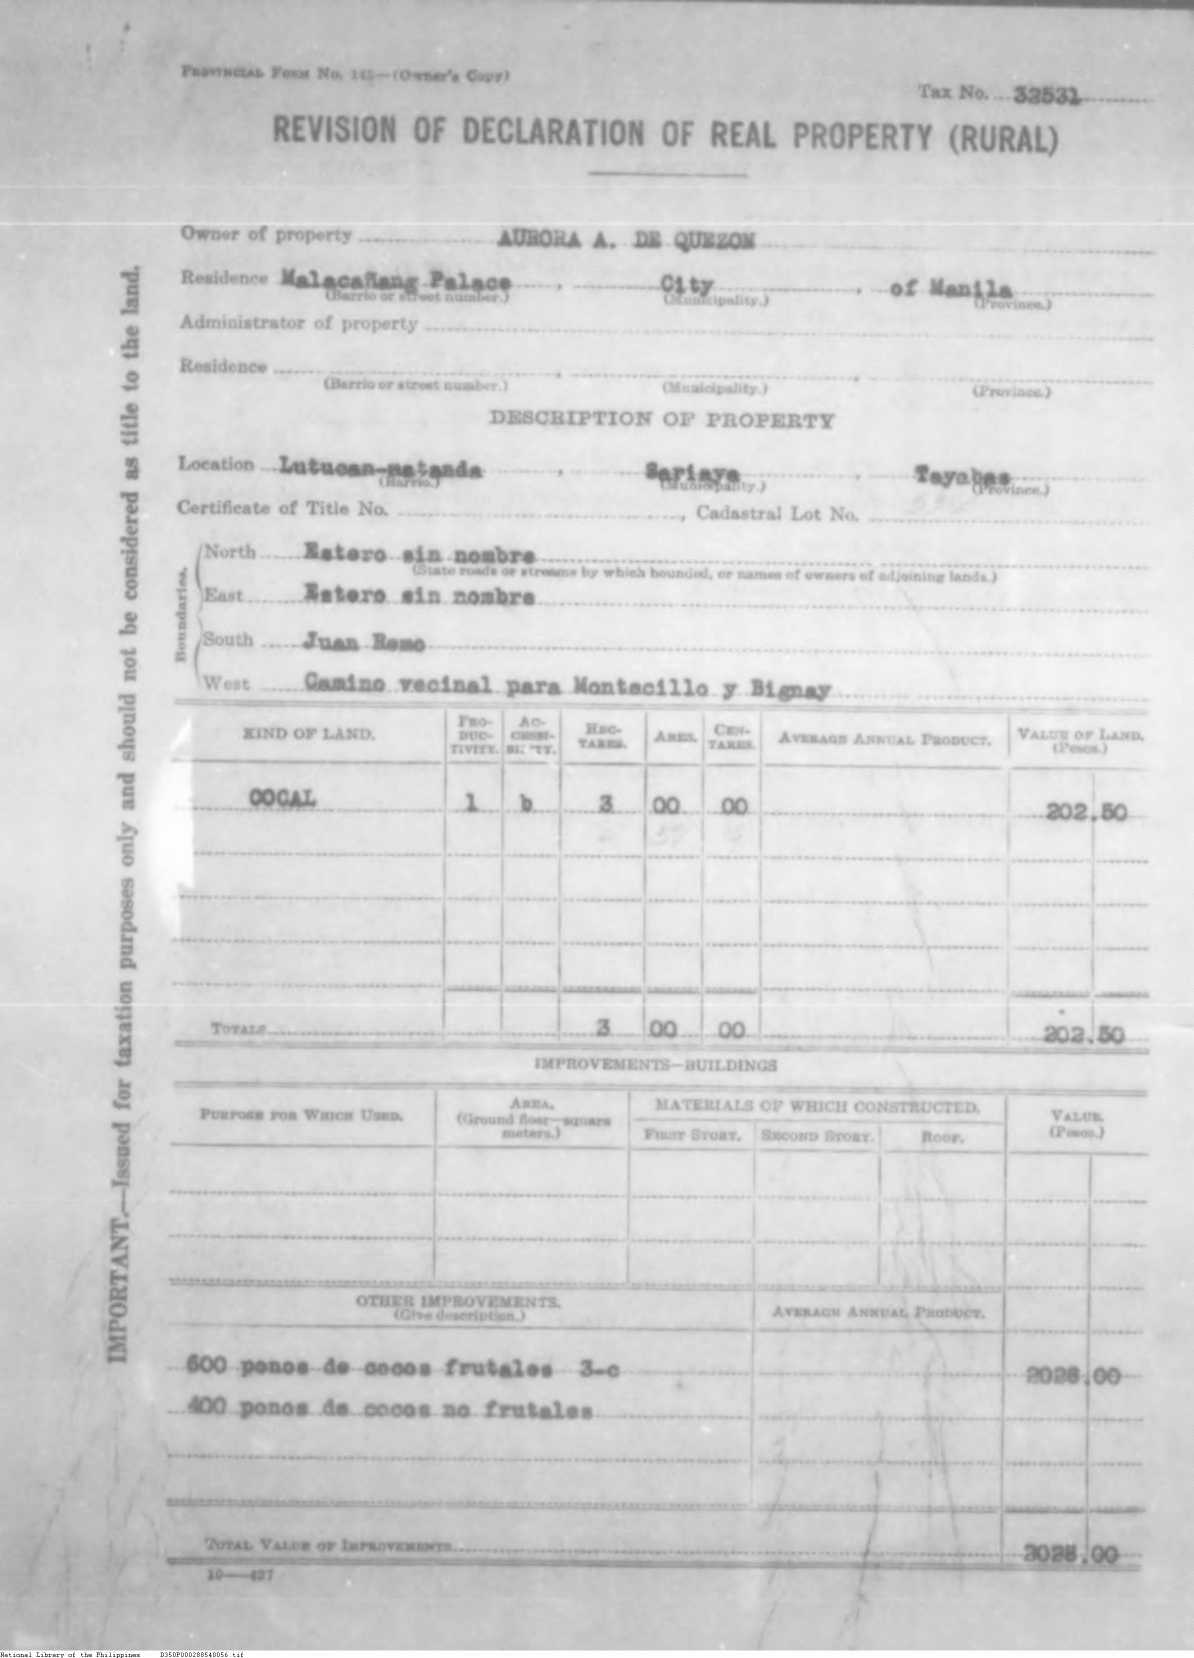 PROVINCIAL FORM No. 145—(Owner's Copy)
Tax No. 32531
REVISION OF DECLARATION OF REAL PROPERTY (RURAL)
Owner of property AURORA A. DE QUEZON
Residence Malacañang Palace, City, of Manila
(Barrio or street number.) (Municipality.) (Province.)
Administrator of property
Residence
(Barrio or street number.) (Municipality.) (Province.)
DESCRIPTION OF PROPERTY
Location Lutucan-matanda, Sariaya, Tayabas
(Barrio.) (Municipality.) (Province.)
Certificate of Title No. , Cadastral Lot No.
Boundaries.
North Estero sin nombre
(State roads or streams by which bounded, or names of owners of adjoining lands.)
East Estero sin nombre
South Juan Remo
West Camino vecinal para Montecillo y Bignay
KIND OF LAND. PRODUCTIVITY. ACCESSIBILITY. HECTARES. ARES. CENTARES. AVERAGE ANNUAL PRODUCT. VALUE OF LAND. (Pesos.)
COCAL 1 b 3 00 00 202.50
TOTALS 3 00 00 202.50
IMPROVEMENTS—BUILDINGS
PURPOSE FOR WHICH USED. AREA. (Ground floor—square meters.) MATERIALS OF WHICH CONSTRUCTED. VALUE. (Pesos.)
FIRST STORY. SECOND STORY. ROOF.
OTHER IMPROVEMENTS. AVERAGE ANNUAL PRODUCT.
(Give description.)
600 ponos de cocos frutales 3-c 2025.00
400 ponos de cocos no frutales
TOTAL VALUE OF IMPROVEMENTS 2025.00
10—427
IMPORTANT.—Issued for taxation purposes only and should not be considered as title to the land.
National Library of the Philippines D350P000288540056.tif